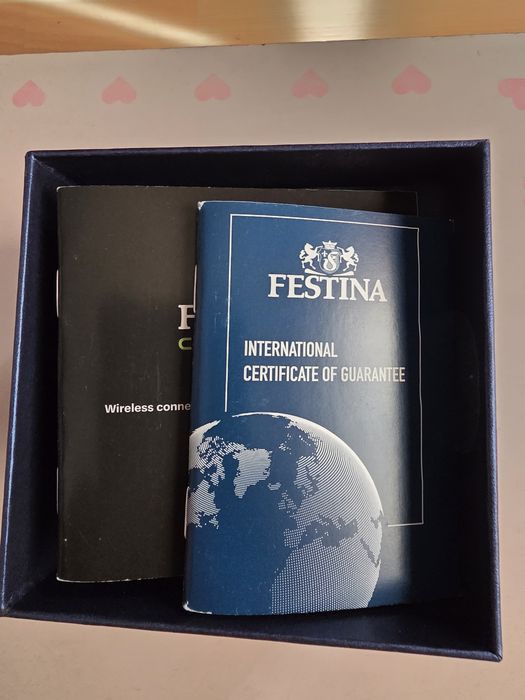 FESTINA
INTERNATIONAL
CERTIFICATE OF GUARANTEE
F
C
Wireless conne